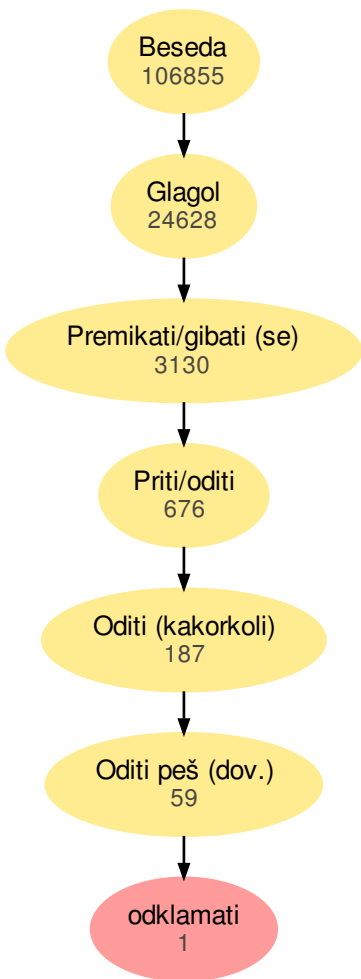 Beseda
106855
Glagol
24628
Premikati/gibati (se)
3130
Priti/oditi
676
Oditi (kakorkoli)
187
Oditi peš (dov.)
59
odklamati
1